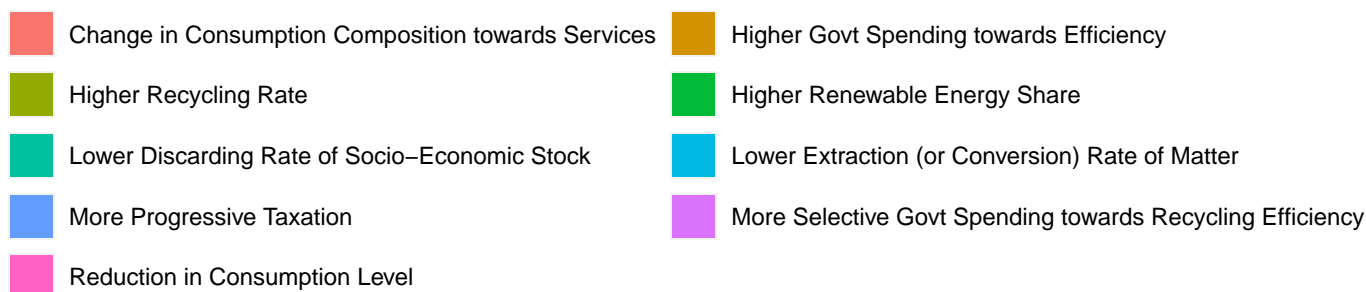 Change in Consumption Composition towards Services
Higher Govt Spending towards Efficiency
Higher Recycling Rate
Higher Renewable Energy Share
Lower Discarding Rate of Socio−Economic Stock
Lower Extraction (or Conversion) Rate of Matter
More Progressive Taxation
More Selective Govt Spending towards Recycling Efficiency
Reduction in Consumption Level